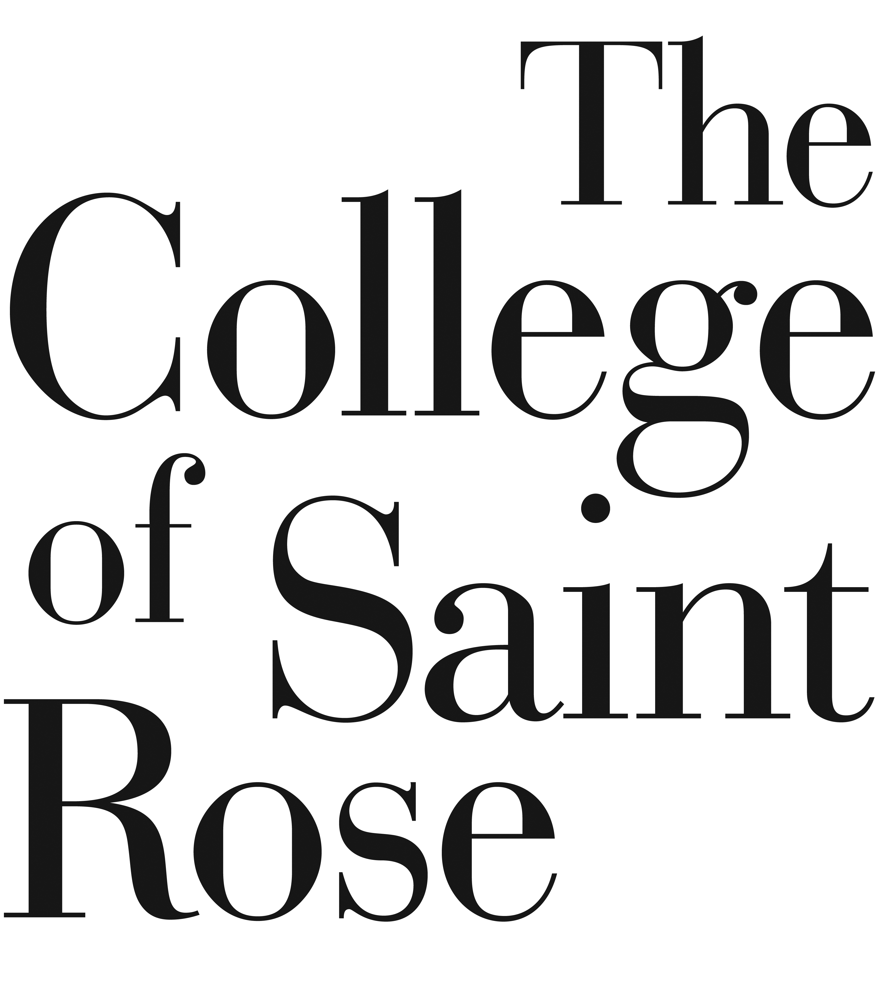 The
College
of Saint
Rose